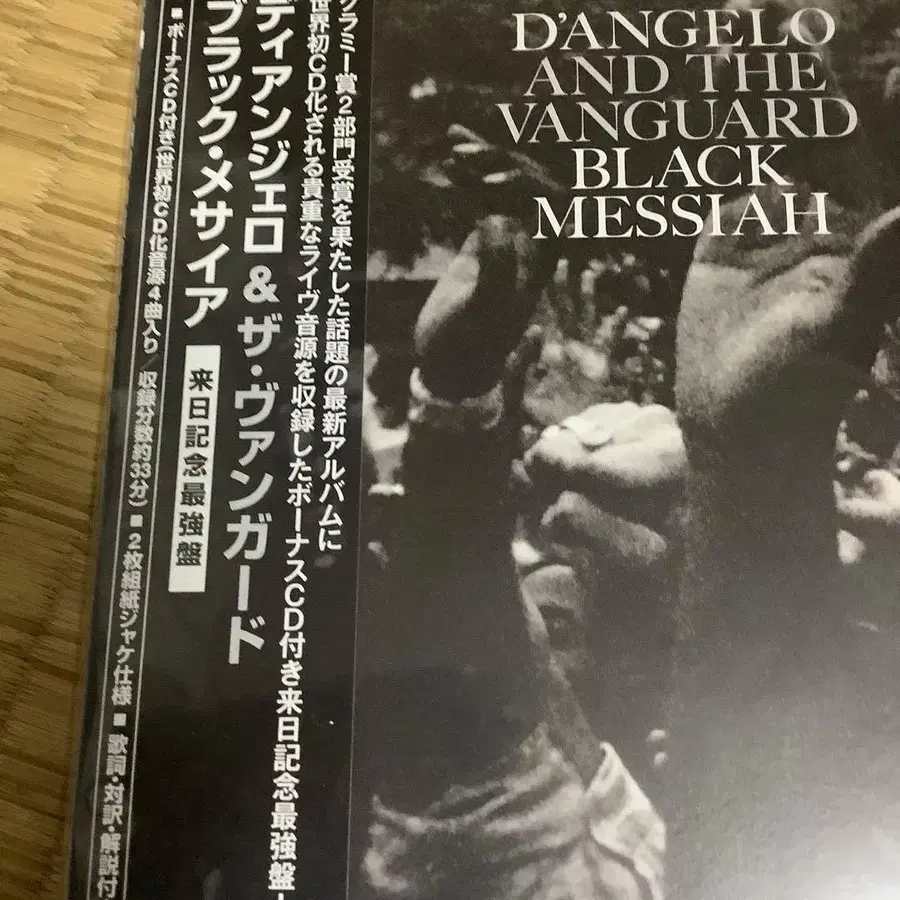 D'ANGELO
AND THE
VANGUARD
BLACK
MESSIAH
グラミー賞2部門受賞を果たした話題の最新アルバムに
世界初CD化される貴重なライヴ音源を収録したボーナスCD付き来日記念最強盤!
ディアンジェロ&ザ・ヴァンガード
ブラック・メサイア
来日記念最強盤
■ボーナスCD付き(世界初CD化音源4曲入り/収録分数約33分)■2枚組紙ジャケ仕様■歌詞・対訳・解説付